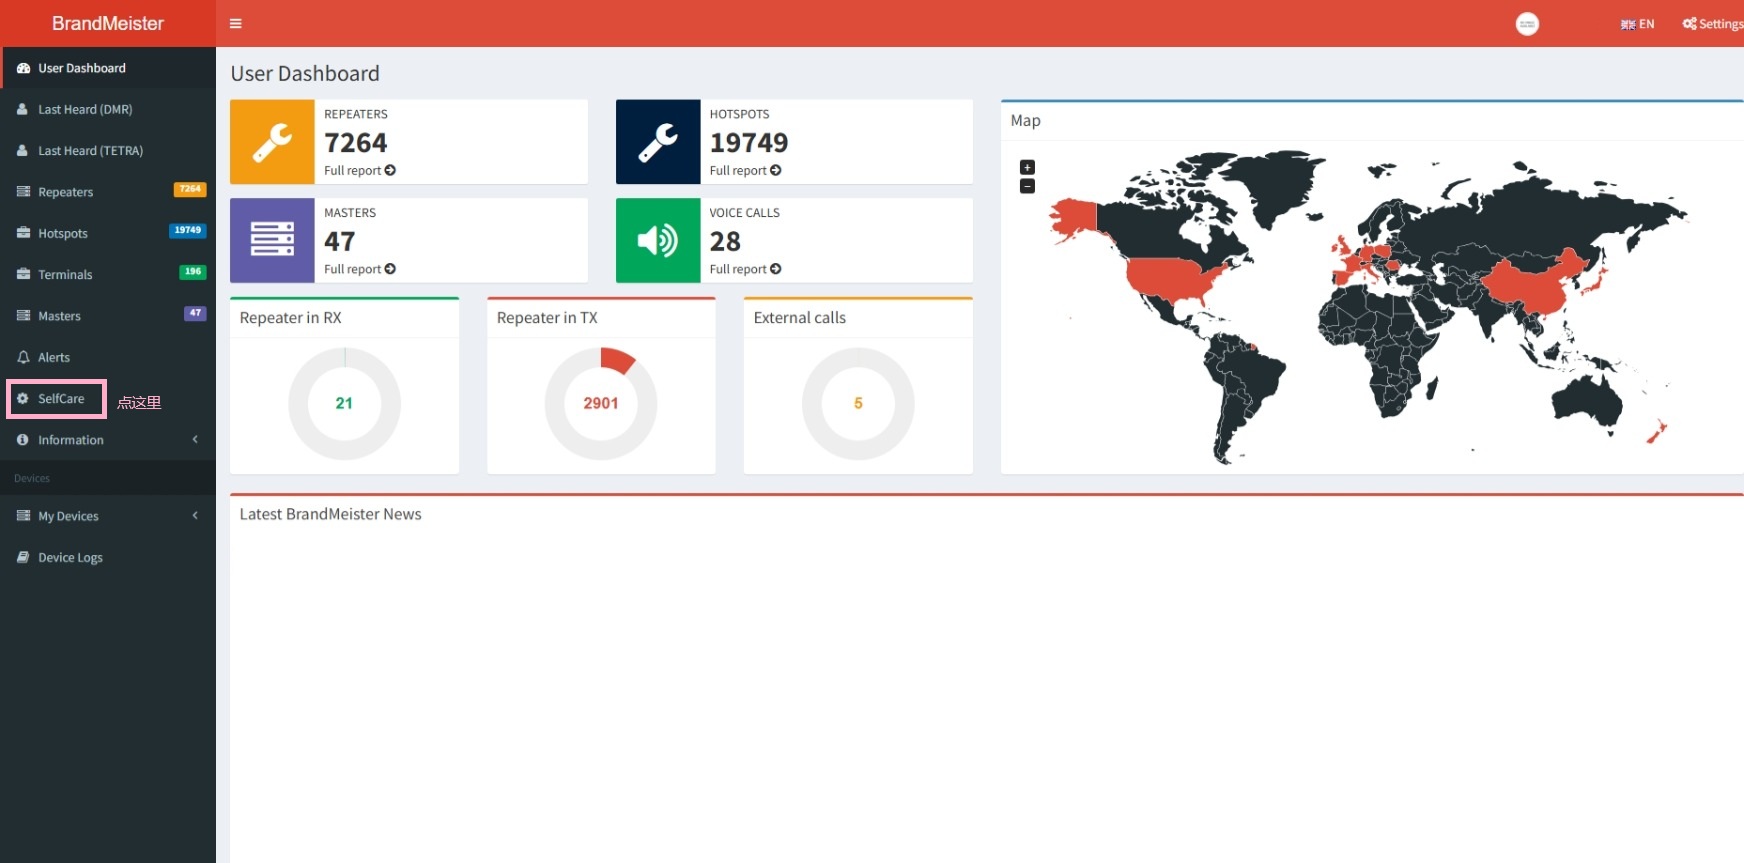 BrandMeister
EN
Settings
User Dashboard
Last Heard (DMR)
Last Heard (TETRA)
Repeaters 7264
Hotspots 19749
Terminals 196
Masters 47
Alerts
SelfCare 点这里
Information
Devices
My Devices
Device Logs
User Dashboard
REPEATERS
7264
Full report
HOTSPOTS
19749
Full report
MASTERS
47
Full report
VOICE CALLS
28
Full report
Repeater in RX
21
Repeater in TX
2901
External calls
5
Map
+
−
Latest BrandMeister News